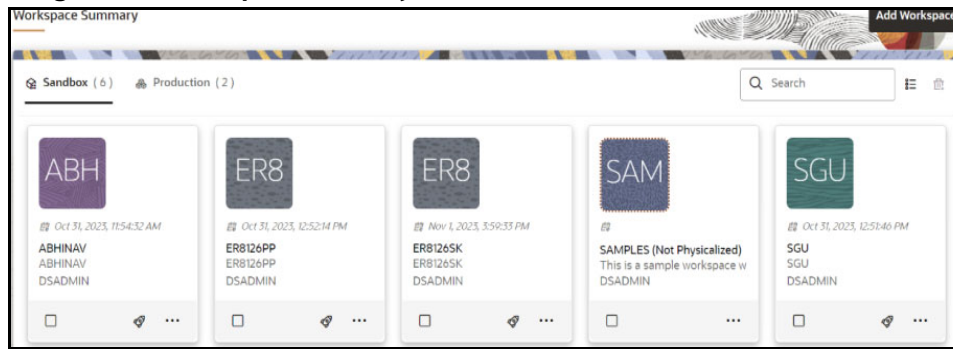 Workspace Summary
Add Workspace
Sandbox (6)
Production (2)
Search
ABH
Oct 31, 2023, 11:54:32 AM
ABHINAV
ABHINAV
DSADMIN
ER8
Oct 31, 2023, 12:52:14 PM
ER8126PP
ER8126PP
DSADMIN
ER8
Nov 1, 2023, 3:59:33 PM
ER8126SK
ER8126SK
DSADMIN
SAM
SAMPLES (Not Physicalized)
This is a sample workspace w
DSADMIN
SGU
Oct 31, 2023, 12:51:46 PM
SGU
SGU
DSADMIN